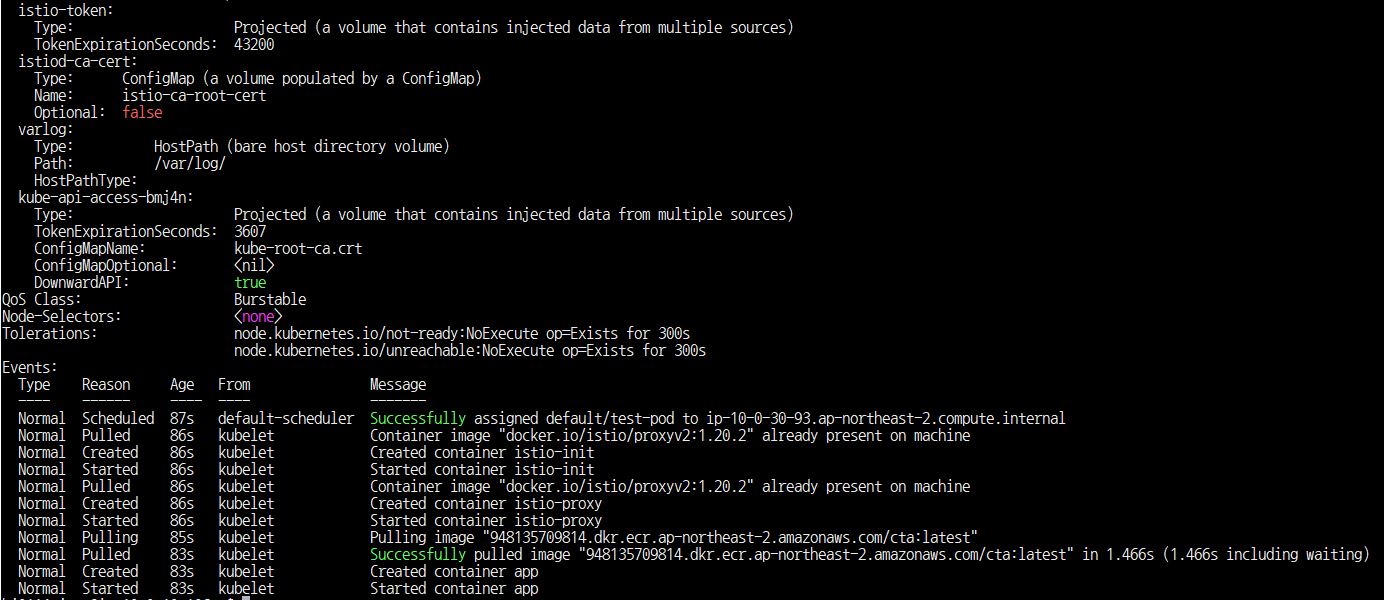 istio-token:
Type: Projected (a volume that contains injected data from multiple sources)
TokenExpirationSeconds: 43200
istiod-ca-cert:
Type: ConfigMap (a volume populated by a ConfigMap)
Name: istio-ca-root-cert
Optional: false
varlog:
Type: HostPath (bare host directory volume)
Path: /var/log/
HostPathType:
kube-api-access-bmj4n:
Type: Projected (a volume that contains injected data from multiple sources)
TokenExpirationSeconds: 3607
ConfigMapName: kube-root-ca.crt
ConfigMapOptional: <nil>
DownwardAPI: true
QoS Class: Burstable
Node-Selectors: <none>
Tolerations: node.kubernetes.io/not-ready:NoExecute op=Exists for 300s
node.kubernetes.io/unreachable:NoExecute op=Exists for 300s
Events:
Type Reason Age From Message
---- ------ ---- ---- -------
Normal Scheduled 87s default-scheduler Successfully assigned default/test-pod to ip-10-0-30-93.ap-northeast-2.compute.internal
Normal Pulled 86s kubelet Container image "docker.io/istio/proxyv2:1.20.2" already present on machine
Normal Created 86s kubelet Created container istio-init
Normal Started 86s kubelet Started container istio-init
Normal Pulled 86s kubelet Container image "docker.io/istio/proxyv2:1.20.2" already present on machine
Normal Created 86s kubelet Created container istio-proxy
Normal Started 86s kubelet Started container istio-proxy
Normal Pulling 85s kubelet Pulling image "948135709814.dkr.ecr.ap-northeast-2.amazonaws.com/cta:latest"
Normal Pulled 83s kubelet Successfully pulled image "948135709814.dkr.ecr.ap-northeast-2.amazonaws.com/cta:latest" in 1.466s (1.466s including waiting)
Normal Created 83s kubelet Created container app
Normal Started 83s kubelet Started container app